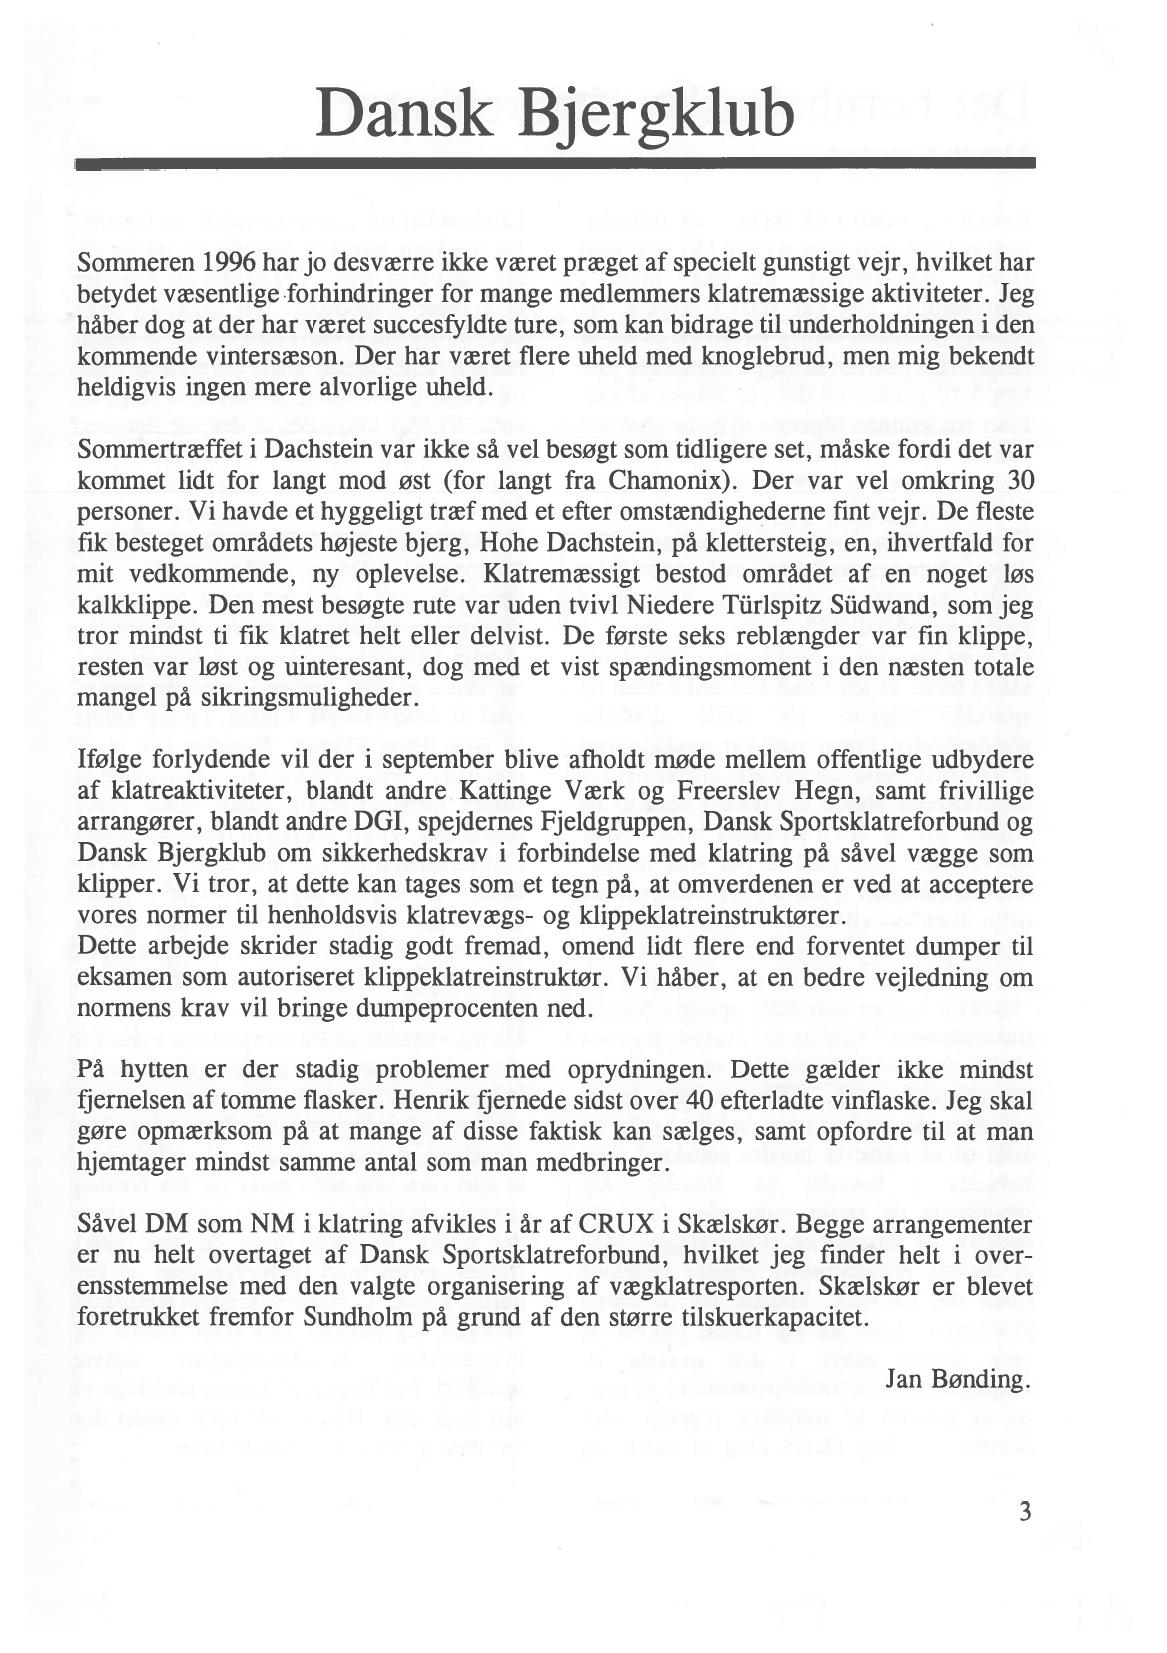 Dansk Bjergklub
Sommeren 1996 har jo desværre ikke været præget af specielt gunstigt vejr, hvilket har
betydet væsentlige forhindringer for mange medlemmers klatremæssige aktiviteter. Jeg
håber dog at der har været succesfyldte ture, som kan bidrage til underholdningen i den
kommende vintersæson. Der har været flere uheld med knoglebrud, men mig bekendt
heldigvis ingen mere alvorlige uheld.
Sommertræffet i Dachstein var ikke så vel besøgt som tidligere set, måske fordi det var
kommet lidt for langt mod øst (for langt fra Chamonix). Der var vel omkring 30
personer. Vi havde et hyggeligt træf med et efter omstændighederne fint vejr. De fleste
fik besteget områdets højeste bjerg, Hohe Dachstein, på klettersteig, en, ihvertfald for
mit vedkommende, ny oplevelse. Klatremæssigt bestod området af en noget løs
kalkklippe. Den mest besøgte rute var uden tvivl Niedere Türlspitz Südwand, som jeg
tror mindst ti fik klatret helt eller delvist. De første seks reblængder var fin klippe,
resten var løst og uinteresant, dog med et vist spændingsmoment i den næsten totale
mangel på sikringsmuligheder.
Ifølge forlydende vil der i september blive afholdt møde mellem offentlige udbydere
af klatreaktiviteter, blandt andre Kattinge Værk og Freerslev Hegn, samt frivillige
arrangører, blandt andre DGI, spejdernes Fjeldgruppen, Dansk Sportsklatreforbund og
Dansk Bjergklub om sikkerhedskrav i forbindelse med klatring på såvel vægge som
klipper. Vi tror, at dette kan tages som et tegn på, at omverdenen er ved at acceptere
vores normer til henholdsvis klatrevægs- og klippeklatreinstruktører.
Dette arbejde skrider stadig godt fremad, omend lidt flere end forventet dumper til
eksamen som autoriseret klippeklatreinstruktør. Vi håber, at en bedre vejledning om
normens krav vil bringe dumpeprocenten ned.
På hytten er der stadig problemer med oprydningen. Dette gælder ikke mindst
fjernelsen af tomme flasker. Henrik fjernede sidst over 40 efterladte vinflaske. Jeg skal
gøre opmærksom på at mange af disse faktisk kan sælges, samt opfordre til at man
hjemtager mindst samme antal som man medbringer.
Såvel DM som NM i klatring afvikles i år af CRUX i Skælskør. Begge arrangementer
er nu helt overtaget af Dansk Sportsklatreforbund, hvilket jeg finder helt i over-
ensstemmelse med den valgte organisering af vægklatresporten. Skælskør er blevet
foretrukket fremfor Sundholm på grund af den større tilskuerkapacitet.
Jan Bønding.
3